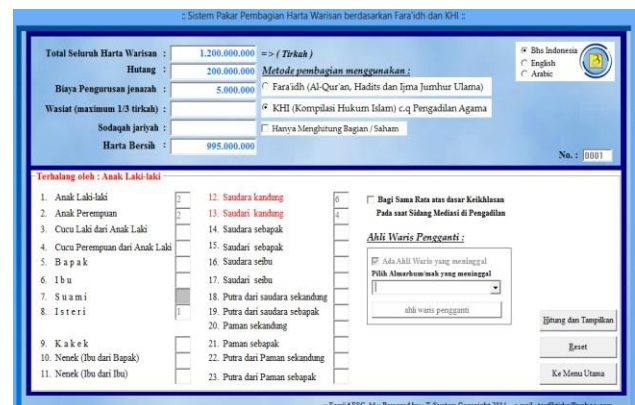 :: Sistem Pakar Pembagian Harta Warisan berdasarkan Fara'idh dan KHI ::
Total Seluruh Harta Warisan : 1.200.000.000 => ( Tirkah )
Hutang : 200.000.000 Metode pembagian menggunakan :
Biaya Pengurusan jenazah : 5.000.000 Fara'idh (Al-Qur'an, Hadits dan Ijma Jumhur Ulama)
Wasiat (maximum 1/3 tirkah) : KHI (Kompilasi Hukum Islam) c.q Pengadilan Agama
Sodaqah jariyah : Hanya Menghitung Bagian / Saham
Harta Bersih : 995.000.000
Bhs Indonesia
English
Arabic
No. : 0001
Terhalang oleh : Anak Laki-laki
1. Anak Laki-laki 2
2. Anak Perempuan 2
3. Cucu Laki dari Anak Laki
4. Cucu Perempuan dari Anak Laki
5. B a p a k
6. I b u
7. S u a m i
8. I s t e r i 1
9. K a k e k
10. Nenek (Ibu dari Bapak)
11. Nenek (Ibu dari Ibu)
12. Saudara kandung 6
13. Saudari kandung 4
14. Saudara sebapak
15. Saudari sebapak
16. Saudara seibu
17. Saudari seibu
18. Putra dari saudara sekandung
19. Putra dari saudara sebapak
20. Paman sekandung
21. Paman sebapak
22. Putra dari Paman sekandung
23. Putra dari Paman sebapak
Bagi Sama Rata atas dasar Keikhlasan
Pada saat Sidang Mediasi di Pengadilan
Ahli Waris Pengganti :
Ada Ahli Waris yang meninggal
Pilih Almarhum/mah yang meninggal
ahli waris pengganti
Hitung dan Tampilkan
Reset
Ke Menu Utama